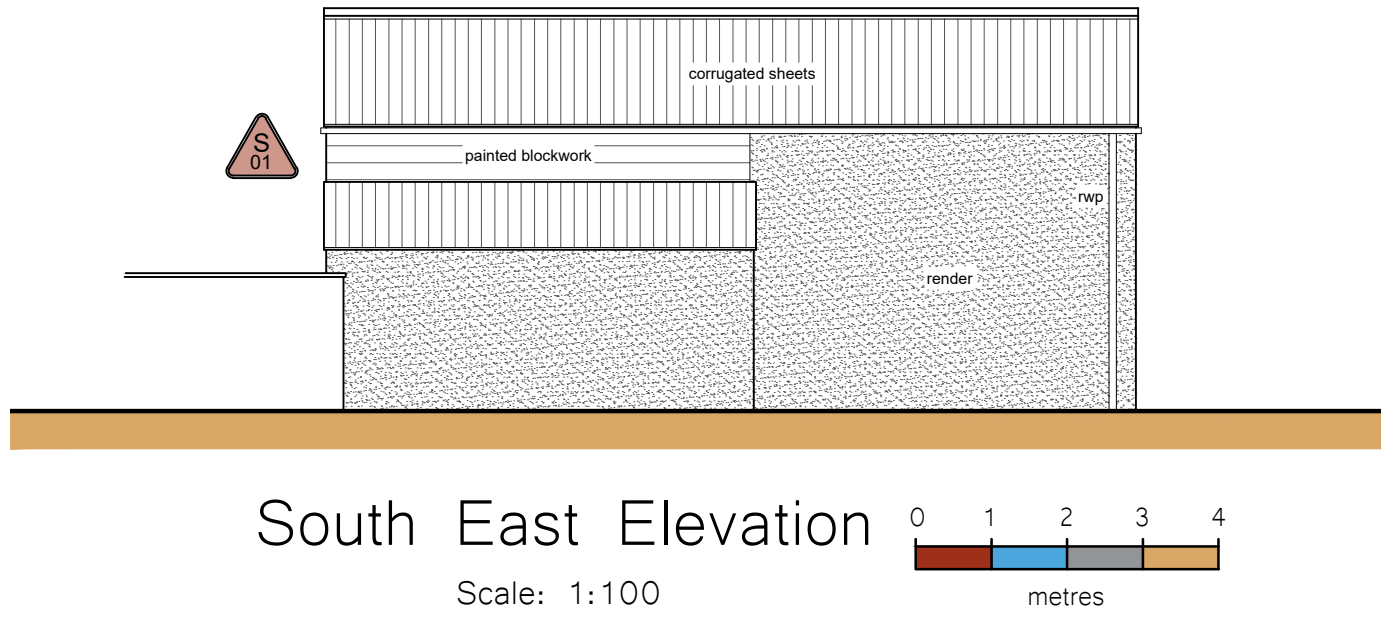 corrugated sheets
S
01
painted blockwork
rwp
render
South East Elevation
0 1 2 3 4
Scale: 1:100
metres